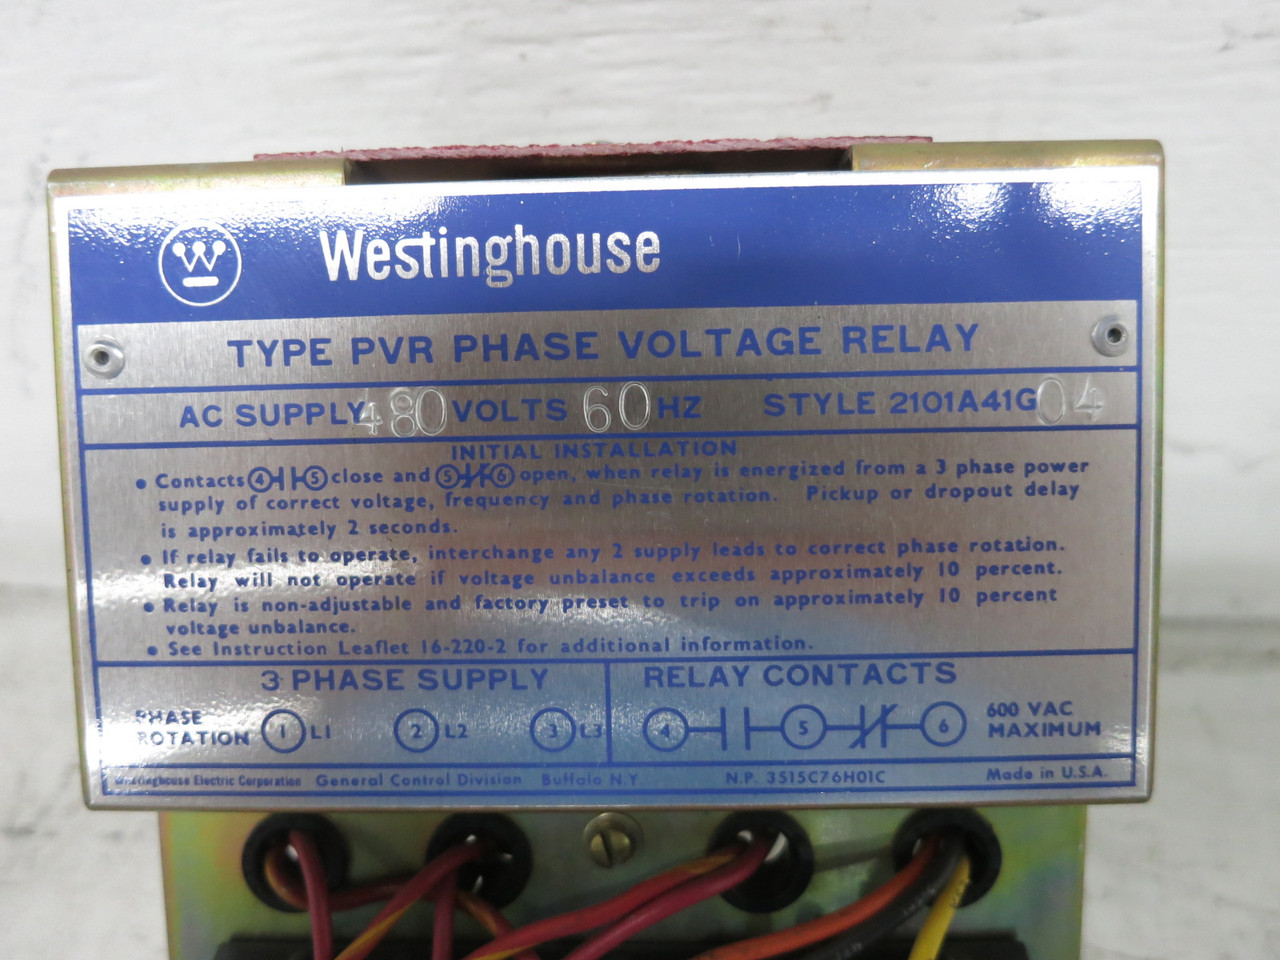 W
Westinghouse
TYPE PVR PHASE VOLTAGE RELAY
AC SUPPLY 480 VOLTS 60 HZ STYLE 2101A41G04
INITIAL INSTALLATION
• Contacts 4 5 close and 5 6 open, when relay is energized from a 3 phase power
supply of correct voltage, frequency and phase rotation. Pickup or dropout delay
is approximately 2 seconds.
• If relay fails to operate, interchange any 2 supply leads to correct phase rotation.
Relay will not operate if voltage unbalance exceeds approximately 10 percent.
• Relay is non-adjustable and factory preset to trip on approximately 10 percent
voltage unbalance.
• See Instruction Leaflet 16-220-2 for additional information.
3 PHASE SUPPLY
PHASE
ROTATION 1 L1 2 L2 3 L3
RELAY CONTACTS
4 5 6 600 VAC
MAXIMUM
Westinghouse Electric Corporation General Control Division Buffalo N.Y. N.P. 3515C76H01C Made in U.S.A.